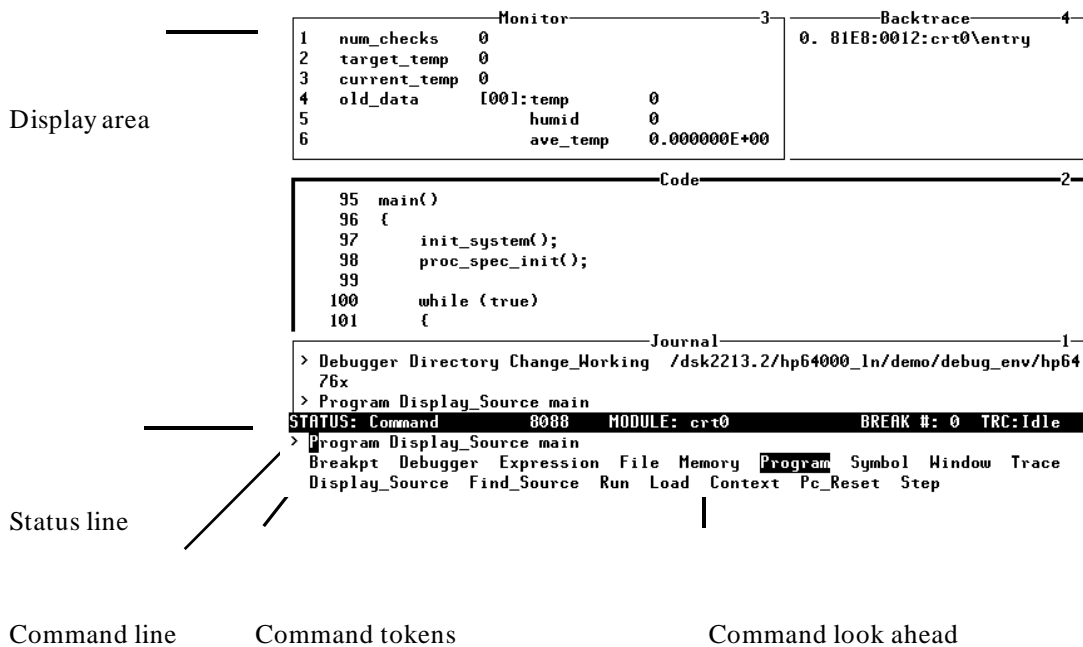 Monitor 3 Backtrace 4
1 num_checks 0 0. 81E8:0012:crt0\entry
2 target_temp 0
3 current_temp 0
4 old_data [00]:temp 0
Display area
5 humid 0
6 ave_temp 0.000000E+00
Code 2
95 main()
96 {
97 init_system();
98 proc_spec_init();
99
100 while (true)
101 {
Journal 1
> Debugger Directory Change_Working /dsk2213.2/hp64000_ln/demo/debug_env/hp64
76x
> Program Display_Source main
STATUS: Command 8088 MODULE: crt0 BREAK #: 0 TRC:Idle
> Program Display_Source main
Breakpt Debugger Expression File Memory Program Symbol Window Trace
Display_Source Find_Source Run Load Context Pc_Reset Step
Status line
Command line Command tokens Command look ahead